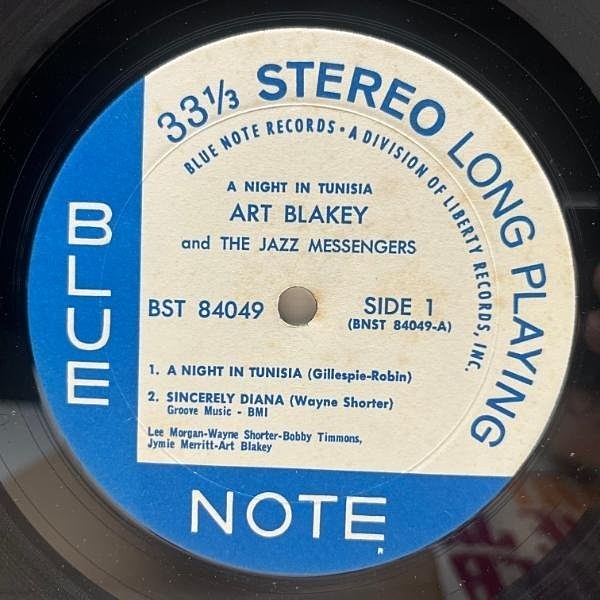 33⅓ STEREO LONG PLAYING
BLUE NOTE RECORDS • A DIVISION OF LIBERTY RECORDS, INC.
A NIGHT IN TUNISIA
ART BLAKEY
and THE JAZZ MESSENGERS
BST 84049
SIDE 1
(BNST 84049-A)
1. A NIGHT IN TUNISIA (Gillespie-Robin)
2. SINCERELY DIANA (Wayne Shorter)
Groove Music - BMI
Lee Morgan-Wayne Shorter-Bobby Timmons,
Jymie Merritt-Art Blakey
BLUE
NOTE